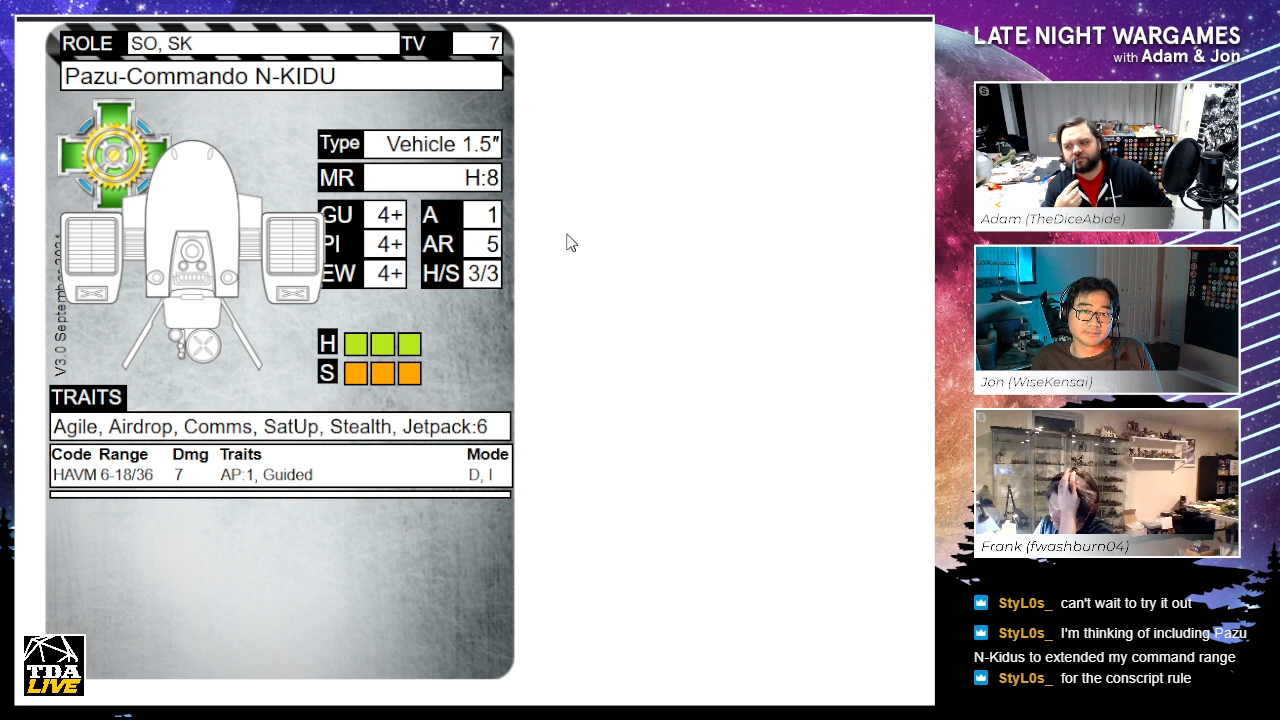 ROLE SO, SK TV 7
Pazu-Commando N-KIDU
Type Vehicle 1.5″
MR H:8
GU 4+ A 1
PI 4+ AR 5
EW 4+ H/S 3/3
H
S
V3.0 September 2021
TRAITS
Agile, Airdrop, Comms, SatUp, Stealth, Jetpack:6
Code Range Dmg Traits Mode
HAVM 6-18/36 7 AP:1, Guided D, I
TDA
LIVE
LATE NIGHT WARGAMES
with Adam & Jon
Adam (TheDiceAbide)
Jon (WiseKensai)
Frank (fwashburn04)
StyL0s_ can't wait to try it out
StyL0s_ I'm thinking of including Pazu
N-Kidus to extended my command range
StyL0s_ for the conscript rule